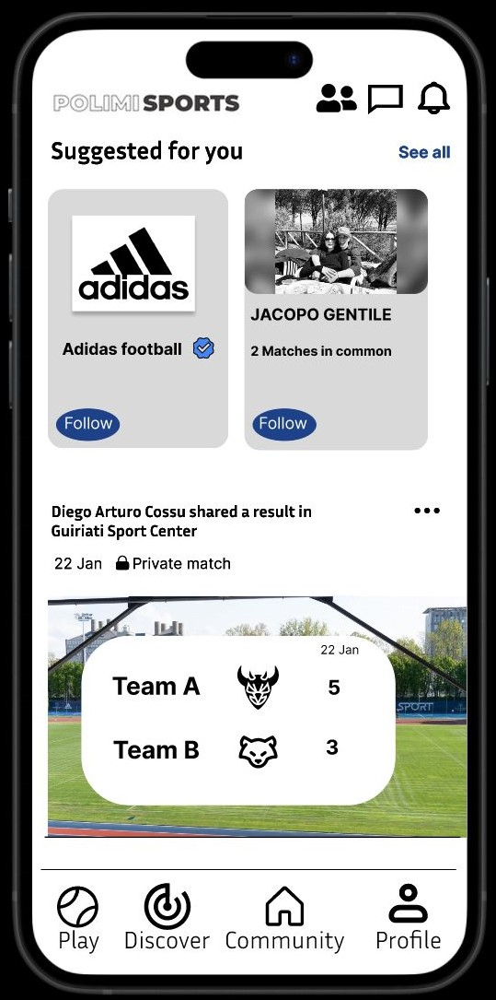 POLIMI SPORTS
Suggested for you
See all
adidas
Adidas football
Follow
JACOPO GENTILE
2 Matches in common
Follow
Diego Arturo Cossu shared a result in
Guiriati Sport Center
22 Jan
Private match
22 Jan
Team A 5
Team B 3
SPORT
Play Discover Community Profile